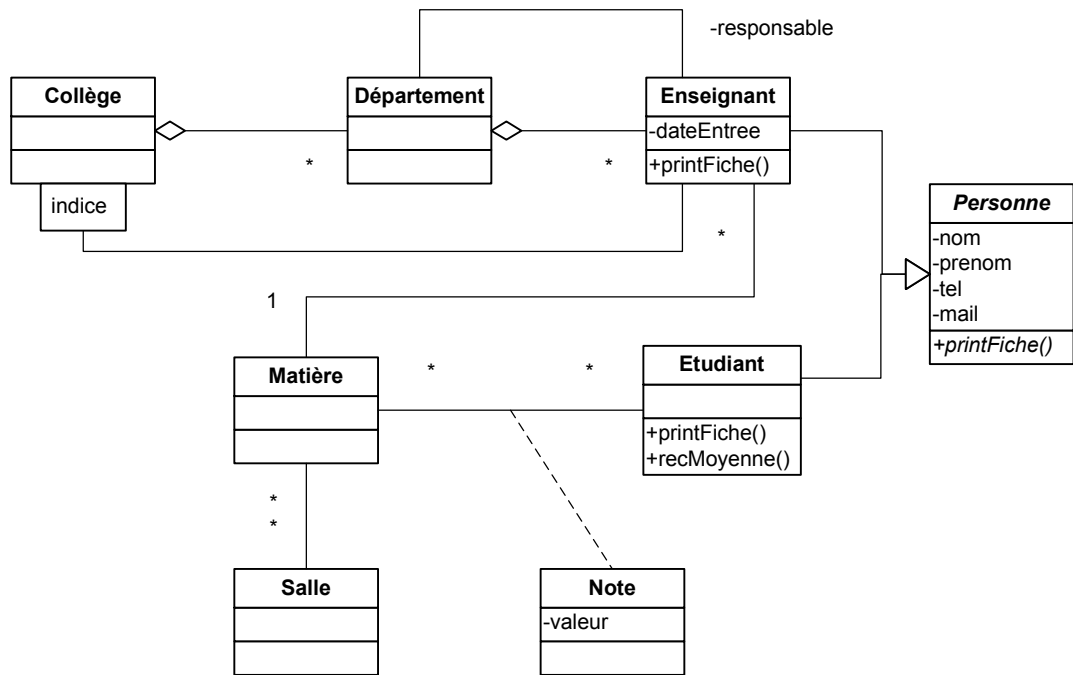 -responsable
Collège
Département
Enseignant
-dateEntree
+printFiche()
*
*
indice
*
Personne
-nom
-prenom
-tel
-mail
+printFiche()
1
Matière
*
*
Etudiant
+printFiche()
+recMoyenne()
*
*
Salle
Note
-valeur